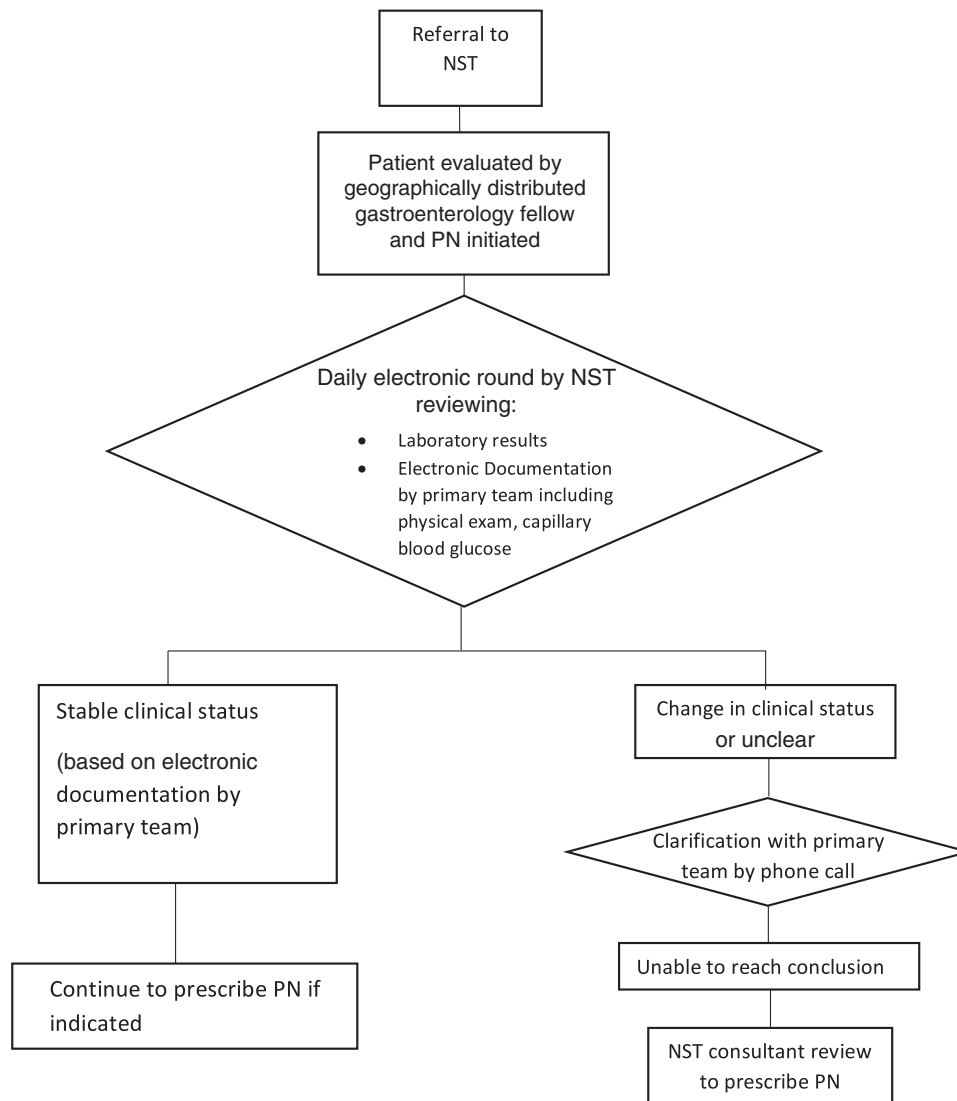 Referral to
NST
Patient evaluated by
geographically distributed
gastroenterology fellow
and PN initiated
Daily electronic round by NST
reviewing:
• Laboratory results
• Electronic Documentation
by primary team including
physical exam, capillary
blood glucose
Stable clinical status
(based on electronic
documentation by
primary team)
Continue to prescribe PN if
indicated
Change in clinical status
or unclear
Clarification with primary
team by phone call
Unable to reach conclusion
NST consultant review
to prescribe PN